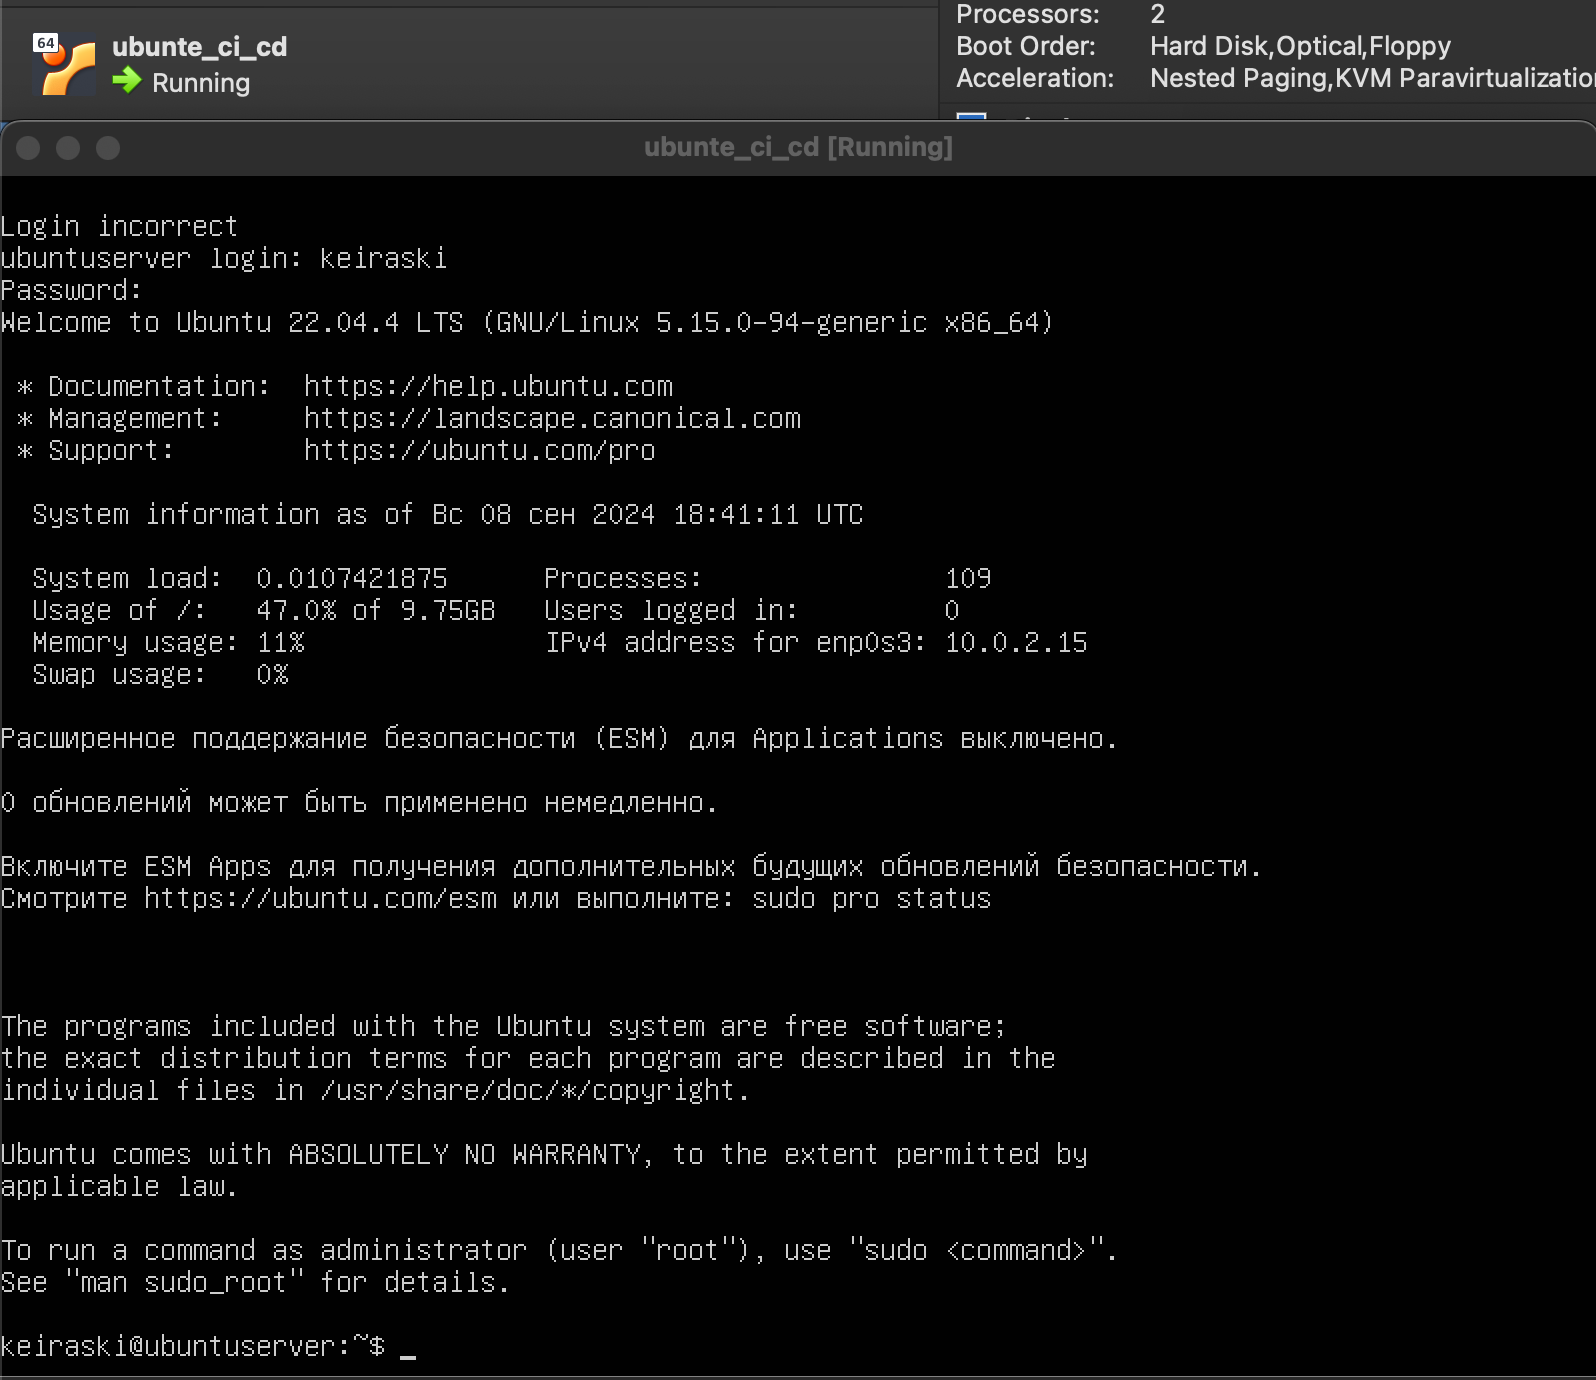 Processors: 2
64
ubunte_ci_cd
Boot Order: Hard Disk,Optical,Floppy
Running
Acceleration: Nested Paging,KVM
ubunte_ci_cd [Running]
Login incorrect
ubuntuserver login: keiraski
Password:
Welcome to Ubuntu 22.04.4 LTS (GNU/Linux 5.15.0-94-generic x86_64)
* Documentation: https://help.ubuntu.com
* Management: https://landscape.canonical.com
* Support: https://ubuntu.com/pro
System information as of Вс 08 сен 2024 18:41:11 UTC
System load: 0.0107421875 Processes: 109
Usage of /: 47.0% of 9.75GB Users logged in: 0
Memory usage: 11% IPv4 address for enp0s3: 10.0.2.15
Swap usage: 0%
Расширенное поддержание безопасности (ESM) для Applications выключено.
0 обновлений может быть применено немедленно.
Включите ESM Apps для получения дополнительных будущих обновлений безопасности.
Смотрите https://ubuntu.com/esm или выполните: sudo pro status
The programs included with the Ubuntu system are free software;
the exact distribution terms for each program are described in the
individual files in /usr/share/doc/*/copyright.
Ubuntu comes with ABSOLUTELY NO WARRANTY, to the extent permitted by
applicable law.
To run a command as administrator (user "root"), use "sudo <command>".
See "man sudo_root" for details.
keiraski@ubuntuserver:~$ _